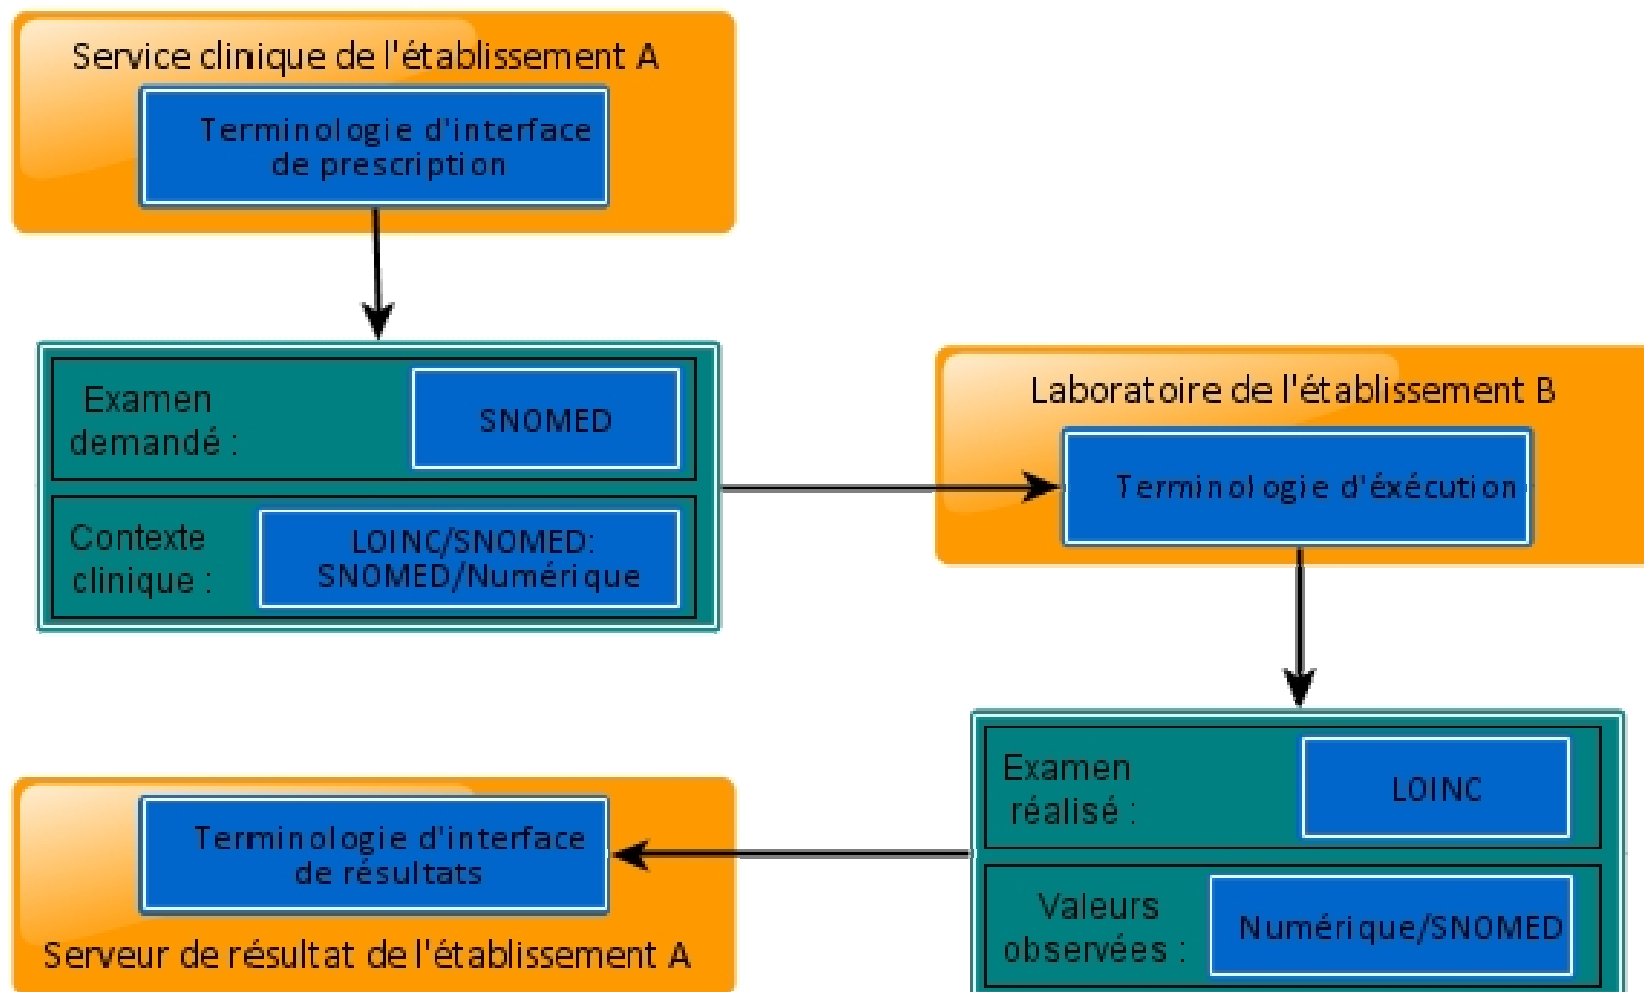 Service clinique de l'établissement A
Terminologie d'interface
de prescription
Examen
demandé :
SNOMED
Contexte
clinique :
LOINC/SNOMED:
SNOMED/Numérique
Laboratoire de l'établissement B
Terminologie d'éxécution
Examen
réalisé :
LOINC
Valeurs
observées :
Numérique/SNOMED
Terminologie d'interface
de résultats
Serveur de résultat de l'établissement A